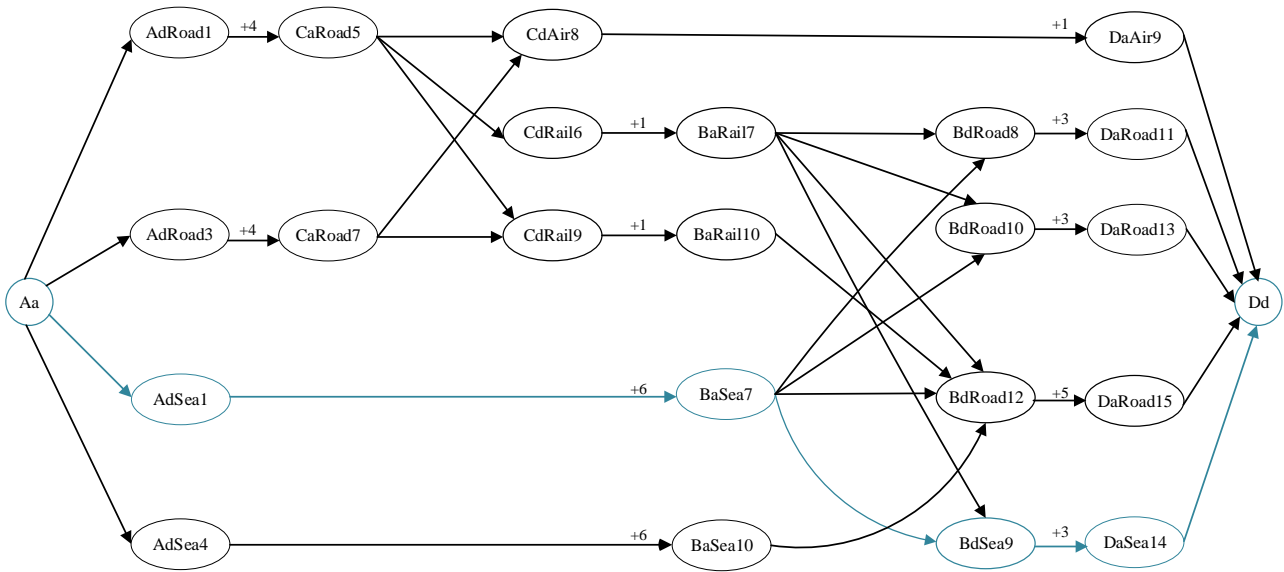 AdRoad1 +4 CaRoad5 CdAir8 +1 DaAir9
CdRail6 +1 BaRail7 BdRoad8 +3 DaRoad11
AdRoad3 +4 CaRoad7 CdRail9 +1 BaRail10 BdRoad10 +3 DaRoad13
Aa Dd
AdSea1 +6 BaSea7 BdRoad12 +5 DaRoad15
AdSea4 +6 BaSea10 BdSea9 +3 DaSea14